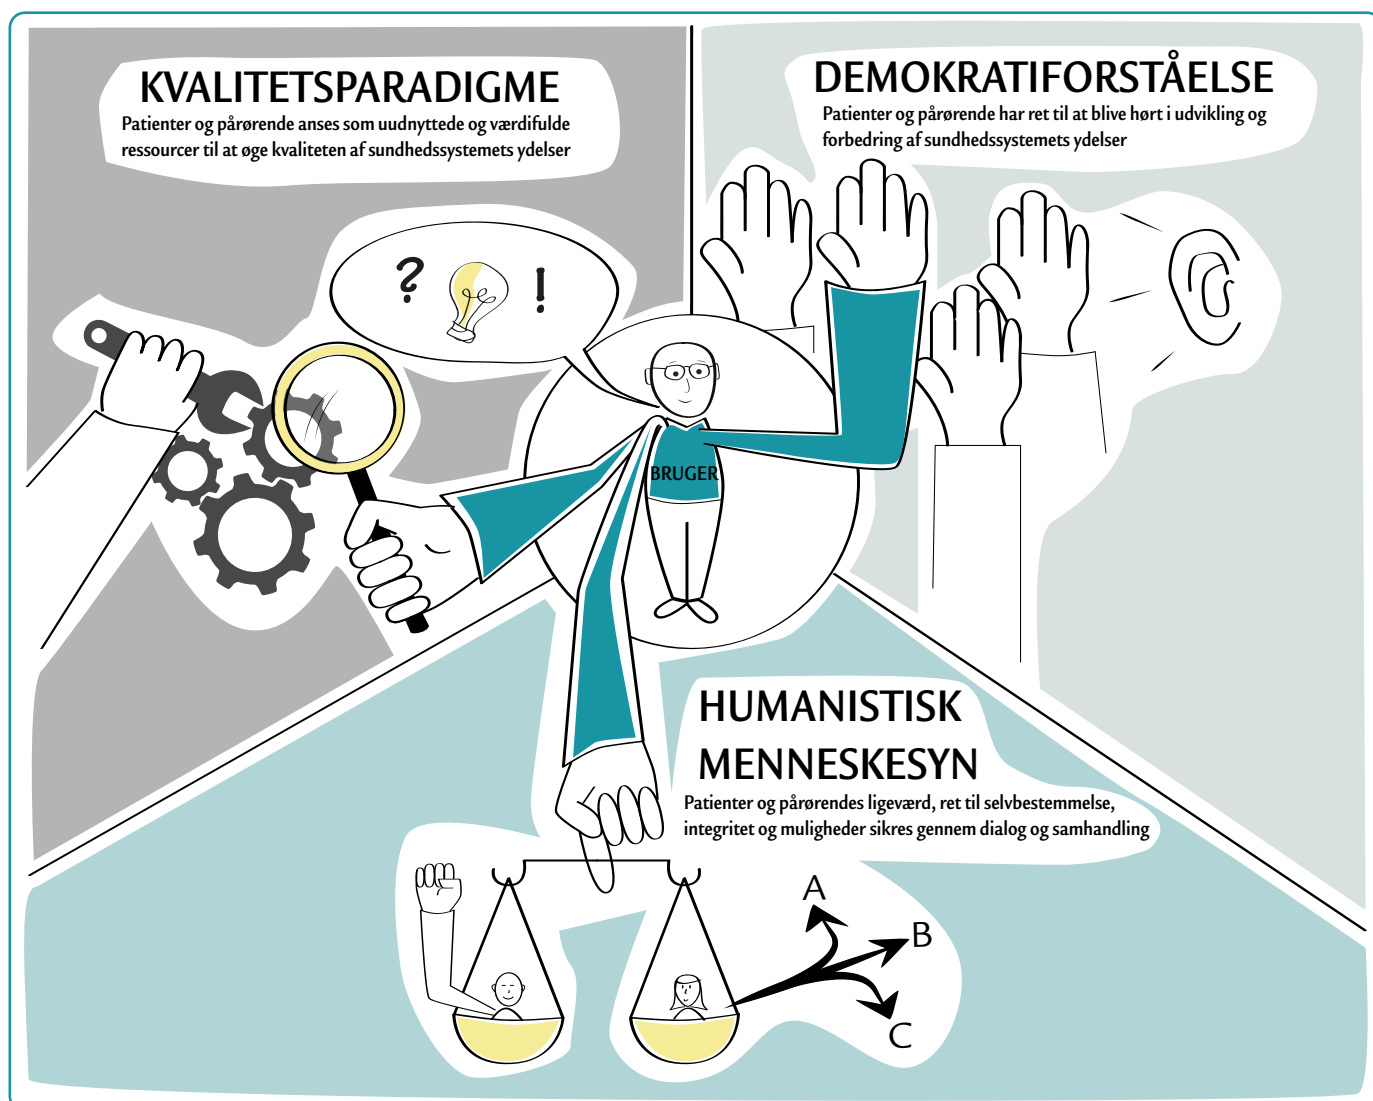 KVALITETSPARADIGME
Patienter og pårørende anses som uudnyttede og værdifulde
ressourcer til at øge kvaliteten af sundhedssystemets ydelser
DEMOKRATIFORSTÅELSE
Patienter og pårørende har ret til at blive hørt i udvikling og
forbedring af sundhedssystemets ydelser
? !
BRUGER
HUMANISTISK
MENNESKESYN
Patienter og pårørendes ligeværd, ret til selvbestemmelse,
integritet og muligheder sikres gennem dialog og samhandling
A
B
C